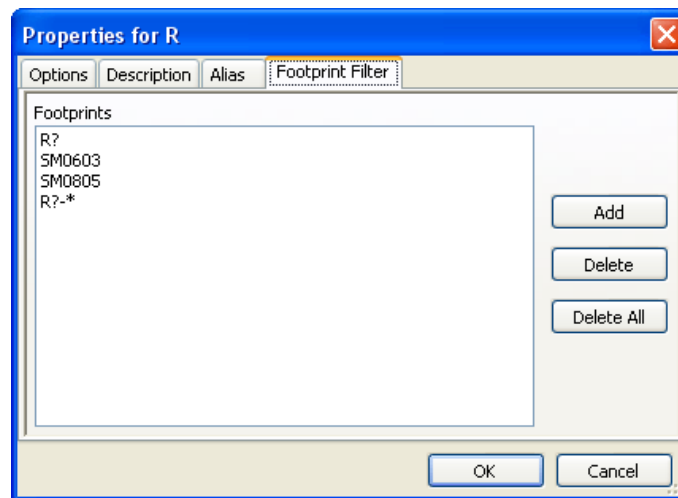 Properties for R
Options Description Alias Footprint Filter
Footprints
R?
SM0603
SM0805
R?-*
Add
Delete
Delete All
OK Cancel